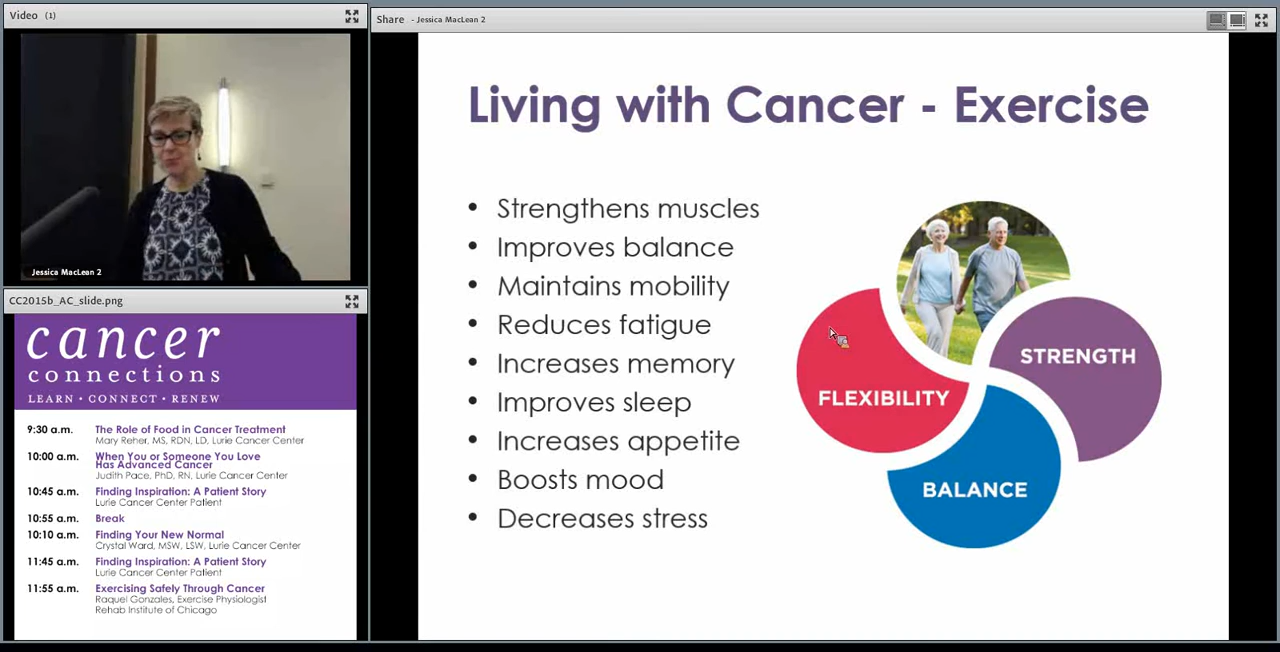 Video (1)
Jessica MacLean 2
CC2015b_AC_slide.png
cancer
connections
LEARN • CONNECT • RENEW
9:30 a.m. The Role of Food in Cancer Treatment
Mary Reher, MS, RDN, LD, Lurie Cancer Center
10:00 a.m. When You or Someone You Love
Has Advanced Cancer
Judith Pace, PhD, RN, Lurie Cancer Center
10:45 a.m. Finding Inspiration: A Patient Story
Lurie Cancer Center Patient
10:55 a.m. Break
10:10 a.m. Finding Your New Normal
Crystal Ward, MSW, LSW, Lurie Cancer Center
11:45 a.m. Finding Inspiration: A Patient Story
Lurie Cancer Center Patient
11:55 a.m. Exercising Safely Through Cancer
Raquel Gonzales, Exercise Physiologist
Rehab Institute of Chicago
Share - Jessica MacLean 2
Living with Cancer - Exercise
• Strengthens muscles
• Improves balance
• Maintains mobility
• Reduces fatigue
• Increases memory
• Improves sleep
• Increases appetite
• Boosts mood
• Decreases stress
STRENGTH
FLEXIBILITY
BALANCE